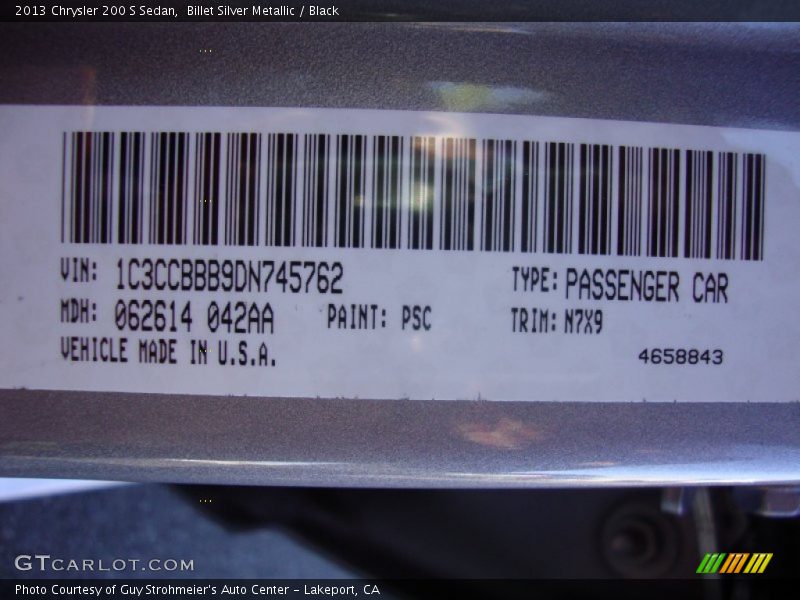 2013 Chrysler 200 S Sedan,  Billet Silver Metallic / Black
VIN: 1C3CCBBB9DN745762 TYPE: PASSENGER CAR
MDH: 062614 042AA PAINT: PSC TRIM: N7X9
VEHICLE MADE IN U.S.A. 4658843
GTCARLOT.COM
Photo Courtesy of Guy Strohmeier's Auto Center - Lakeport, CA